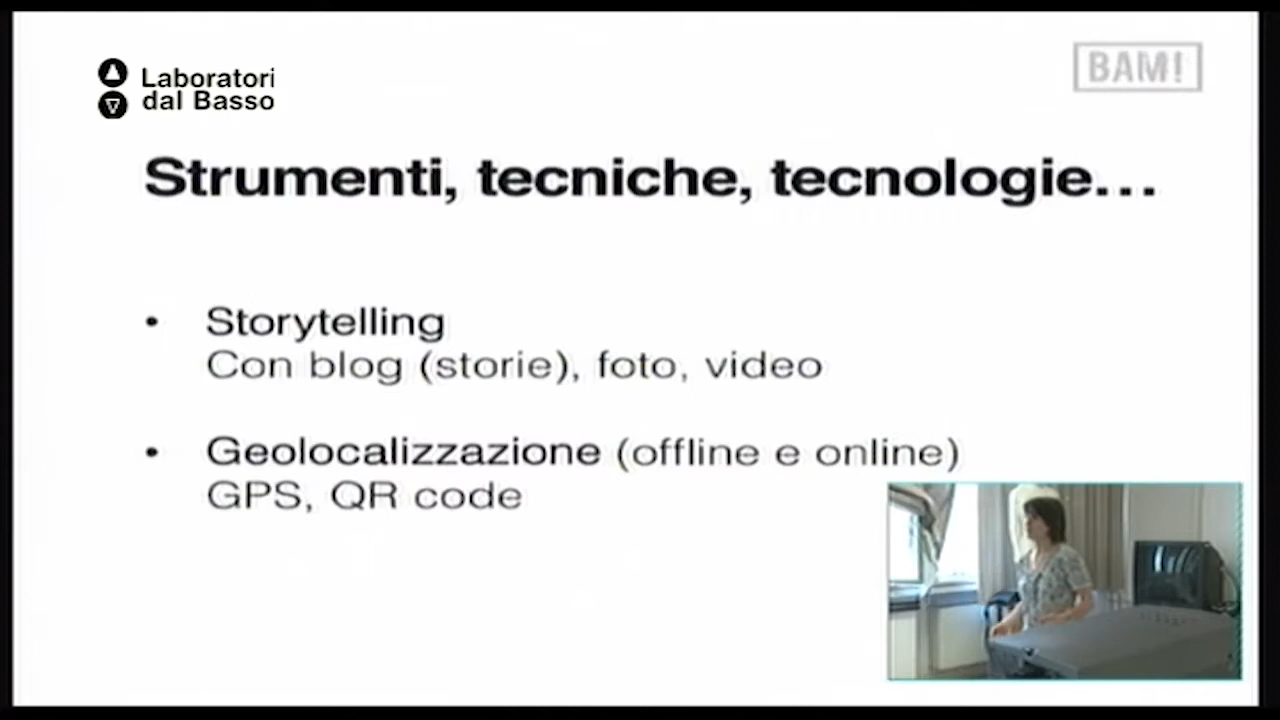 Laboratori
dal Basso
BAM!
Strumenti, tecniche, tecnologie...
• Storytelling
Con blog (storie), foto, video
• Geolocalizzazione (offline e online)
GPS, QR code